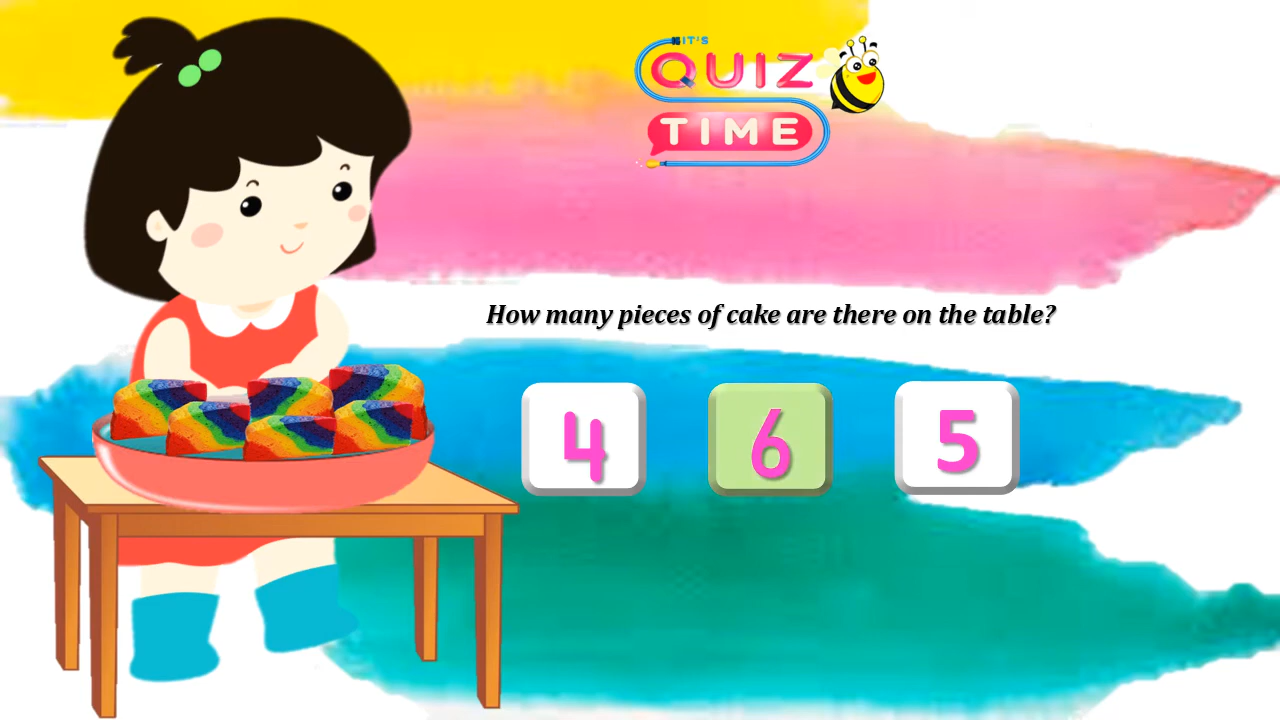 IT'S
QUIZ
TIME
How many pieces of cake are there on the table?
4 6 5